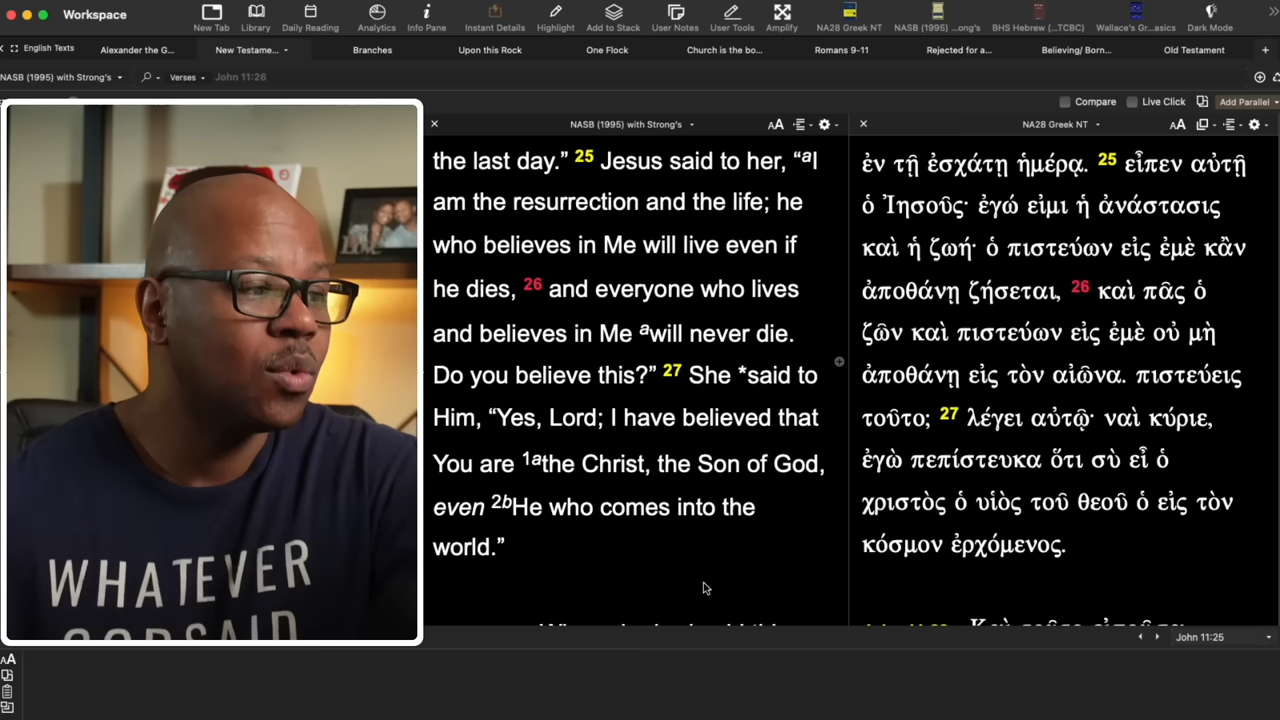 Workspace
New Tab
Library
Daily Reading
Analytics
Info Pane
Instant Details
Highlight
Add to Stack
User Notes
User Tools
Amplify
NA28 Greek NT
NASB (1995) ...ong's
BHS Hebrew (...TCBC)
Wallace's Gr...asics
Dark Mode
English Texts
Alexander the G...
New Testame...
Branches
Upon this Rock
One Flock
Church is the bo...
Romans 9-11
Rejected for a...
Believing/ Born...
Old Testament
NASB (1995) with Strong's
Verses
John 11:26
Compare
Live Click
Add Parallel
NASB (1995) with Strong's
the last day.” 25 Jesus said to her, “aI
am the resurrection and the life; he
who believes in Me will live even if
he dies, 26 and everyone who lives
and believes in Me awill never die.
Do you believe this?” 27 She *said to
Him, “Yes, Lord; I have believed that
You are 1athe Christ, the Son of God,
even 2bHe who comes into the
world.”
NA28 Greek NT
ἐν τῇ ἐσχάτῃ ἡμέρᾳ. 25 εἶπεν αὐτῇ
ὁ Ἰησοῦς· ἐγώ εἰμι ἡ ἀνάστασις
καὶ ἡ ζωή· ὁ πιστεύων εἰς ἐμὲ κἂν
ἀποθάνῃ ζήσεται, 26 καὶ πᾶς ὁ
ζῶν καὶ πιστεύων εἰς ἐμὲ οὐ μὴ
ἀποθάνῃ εἰς τὸν αἰῶνα. πιστεύεις
τοῦτο; 27 λέγει αὐτῷ· ναὶ κύριε,
ἐγὼ πεπίστευκα ὅτι σὺ εἶ ὁ
χριστὸς ὁ υἱὸς τοῦ θεοῦ ὁ εἰς τὸν
κόσμον ἐρχόμενος.
John 11:25
LOVE
WHATEVER
GOD SAID